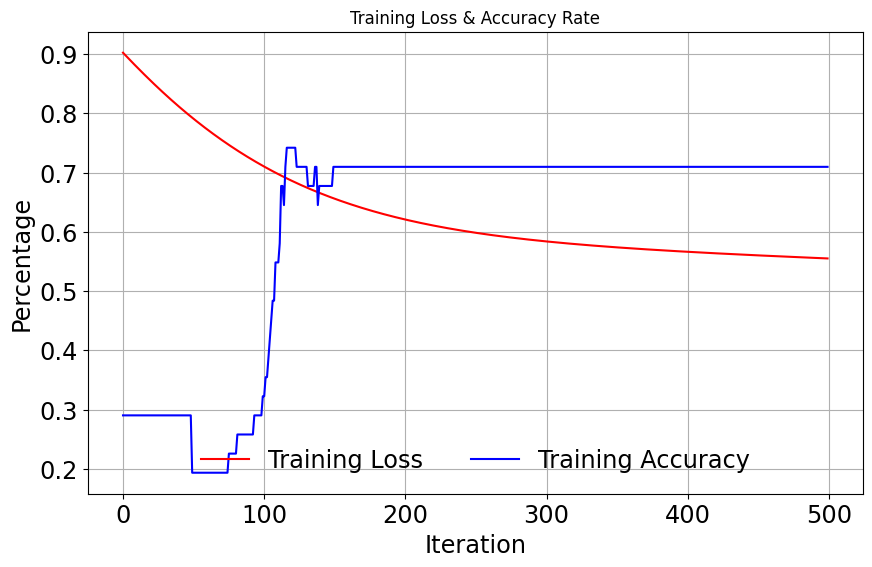 Training Loss & Accuracy Rate
0.9
0.8
0.7
0.6
0.5
0.4
0.3
0.2
Percentage
Training Loss
Training Accuracy
0 100 200 300 400 500
Iteration